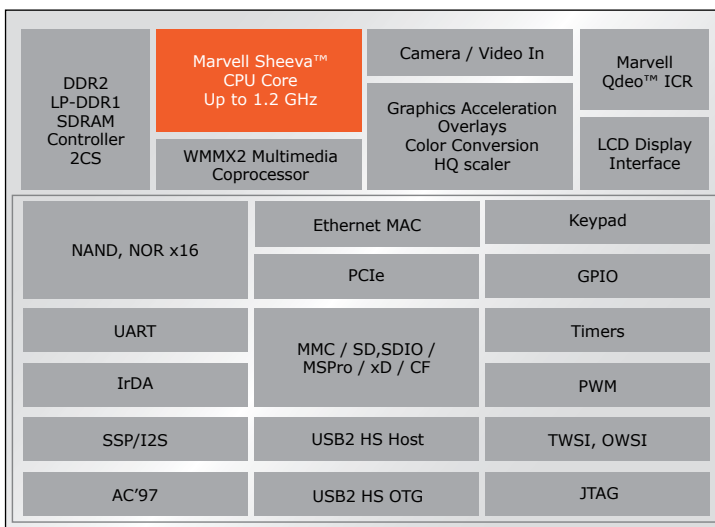 DDR2
LP-DDR1
SDRAM
Controller
2CS
Marvell Sheeva™
CPU Core
Up to 1.2 GHz
WMMX2 Multimedia
Coprocessor
Camera / Video In
Graphics Acceleration
Overlays
Color Conversion
HQ scaler
Marvell
Qdeo™ ICR
LCD Display
Interface
NAND, NOR x16
Ethernet MAC
Keypad
PCIe
GPIO
UART
MMC / SD,SDIO /
MSPro / xD / CF
Timers
IrDA
PWM
SSP/I2S
USB2 HS Host
TWSI, OWSI
AC’97
USB2 HS OTG
JTAG